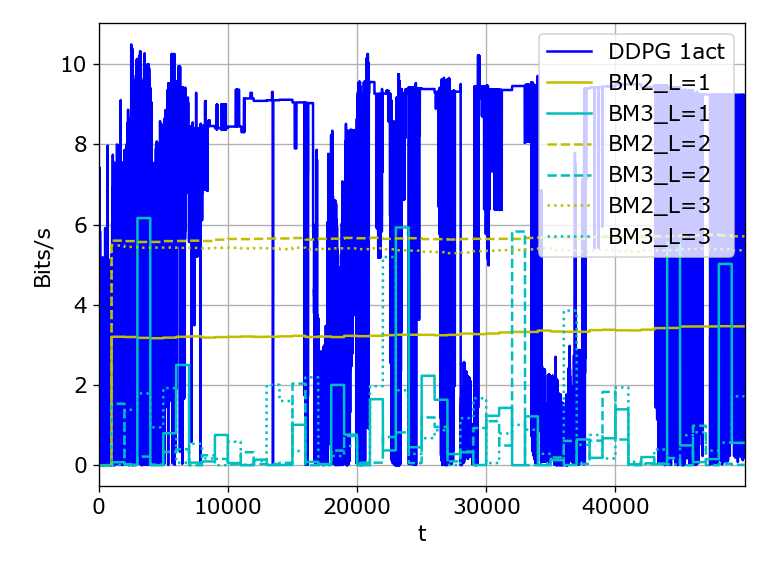 Bits/s
10
8
6
4
2
0
0 10000 20000 30000 40000
t
DDPG 1act
BM2_L=1
BM3_L=1
BM2_L=2
BM3_L=2
BM2_L=3
BM3_L=3